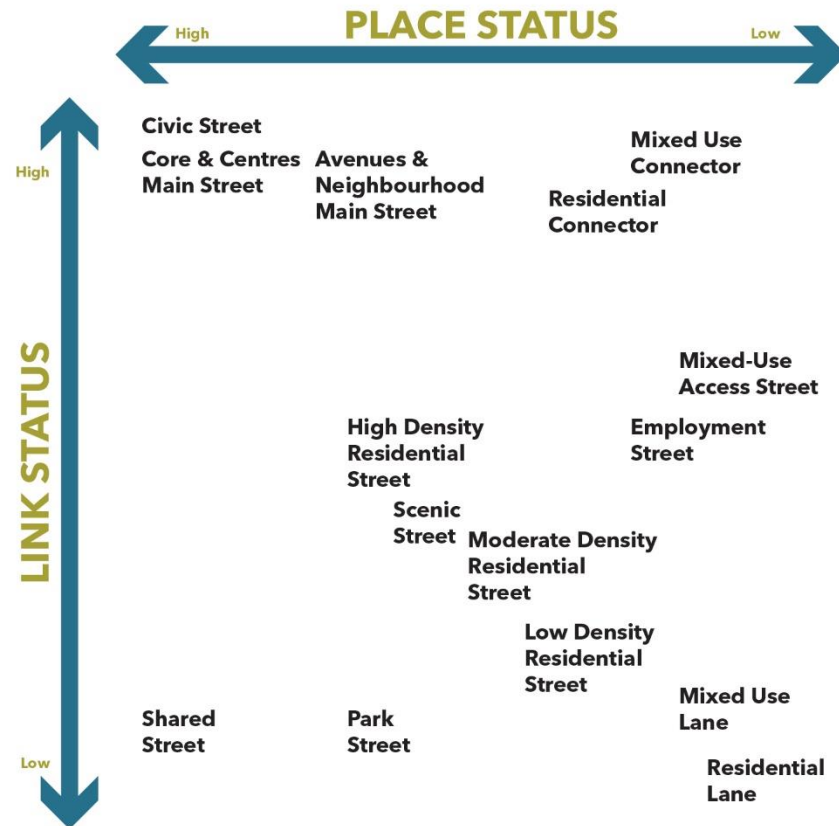 PLACE STATUS
High
Low
LINK STATUS
High
Low
Civic Street
Core & Centres
Main Street
Avenues &
Neighbourhood
Main Street
Mixed Use
Connector
Residential
Connector
Mixed-Use
Access Street
High Density
Residential
Street
Employment
Street
Scenic
Street
Moderate Density
Residential
Street
Low Density
Residential
Street
Mixed Use
Lane
Shared
Street
Park
Street
Residential
Lane